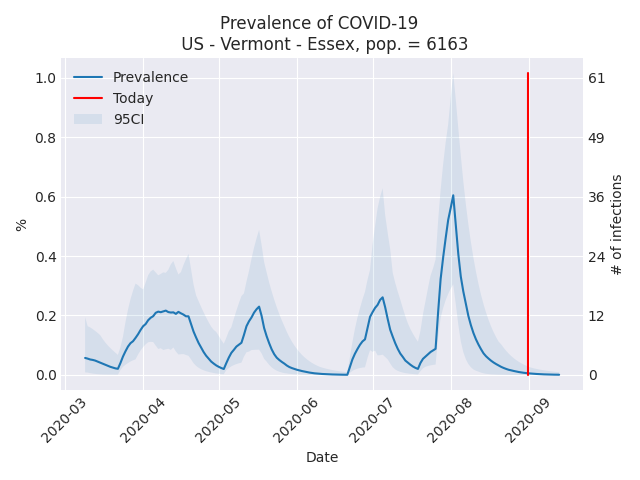 Prevalence of COVID-19
US - Vermont - Essex, pop. = 6163
Prevalence
Today
95CI
1.0
0.8
0.6
0.4
0.2
0.0
%
61
49
36
24
12
0
# of infections
2020-03
2020-04
2020-05
2020-06
2020-07
2020-08
2020-09
Date